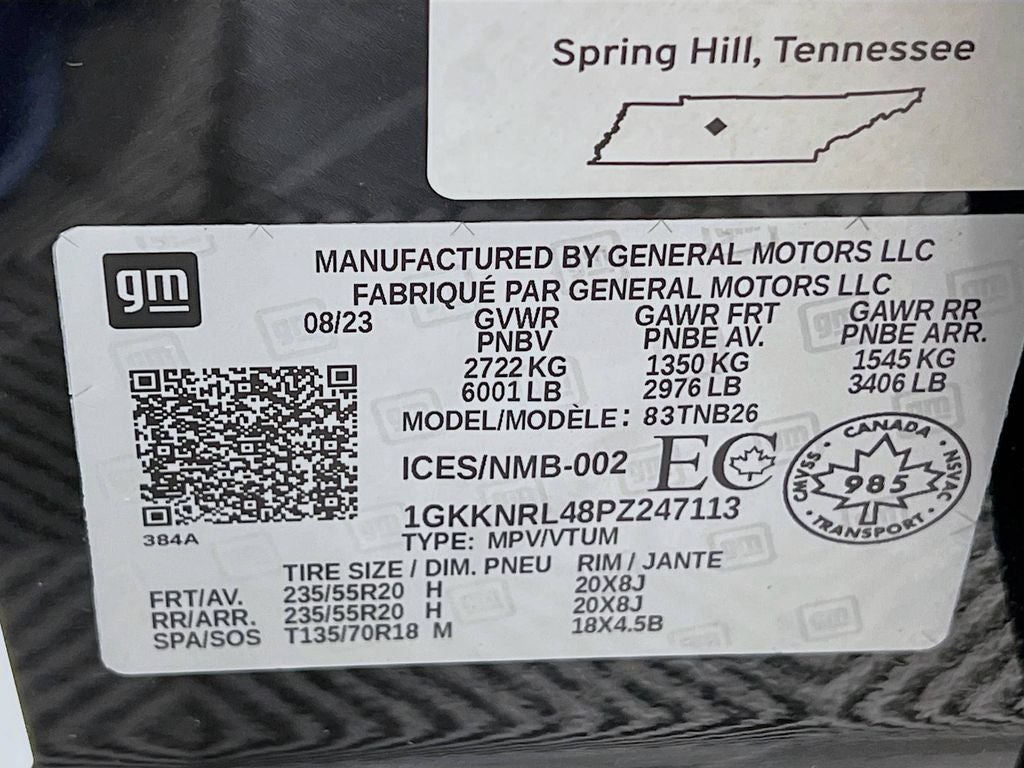 Spring Hill, Tennessee
gm
MANUFACTURED BY GENERAL MOTORS LLC
FABRIQUÉ PAR GENERAL MOTORS LLC
08/23 GVWR GAWR FRT GAWR RR
PNBV PNBE AV. PNBE ARR.
2722 KG 1350 KG 1545 KG
6001 LB 2976 LB 3406 LB
MODEL/MODÈLE: 83TNB26
ICES/NMB-002 EC
CANADA
CMVSS 985 NSVAC
TRANSPORT
1GKKNRL48PZ247113
384A
TYPE: MPV/VTUM
TIRE SIZE / DIM. PNEU RIM / JANTE
FRT/AV. 235/55R20 H 20X8J
RR/ARR. 235/55R20 H 20X8J
SPA/SOS T135/70R18 M 18X4.5B